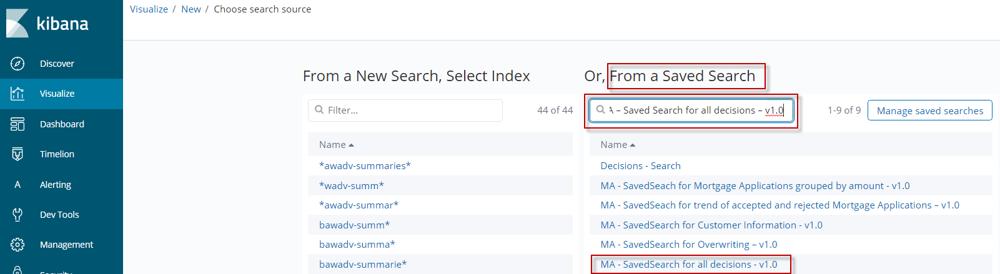 kibana
Discover
Visualize
Dashboard
Timelion
A Alerting
Dev Tools
Management
Visualize / New / Choose search source
From a New Search, Select Index
Filter...
44 of 44
Name
*awadv-summaries*
*wadv-summ*
*awadv-summar*
bawadv-summ*
bawadv-summa*
bawadv-summarie*
Or, From a Saved Search
A – Saved Search for all decisions – v1.0
1-9 of 9
Manage saved searches
Name
Decisions - Search
MA - SavedSeach for Mortgage Applications grouped by amount - v1.0
MA - SavedSeach for trend of accepted and rejected Mortgage Applications – v1.0
MA - SavedSearch for Customer Information - v1.0
MA - SavedSearch for Overwriting – v1.0
MA - SavedSearch for all decisions - v1.0